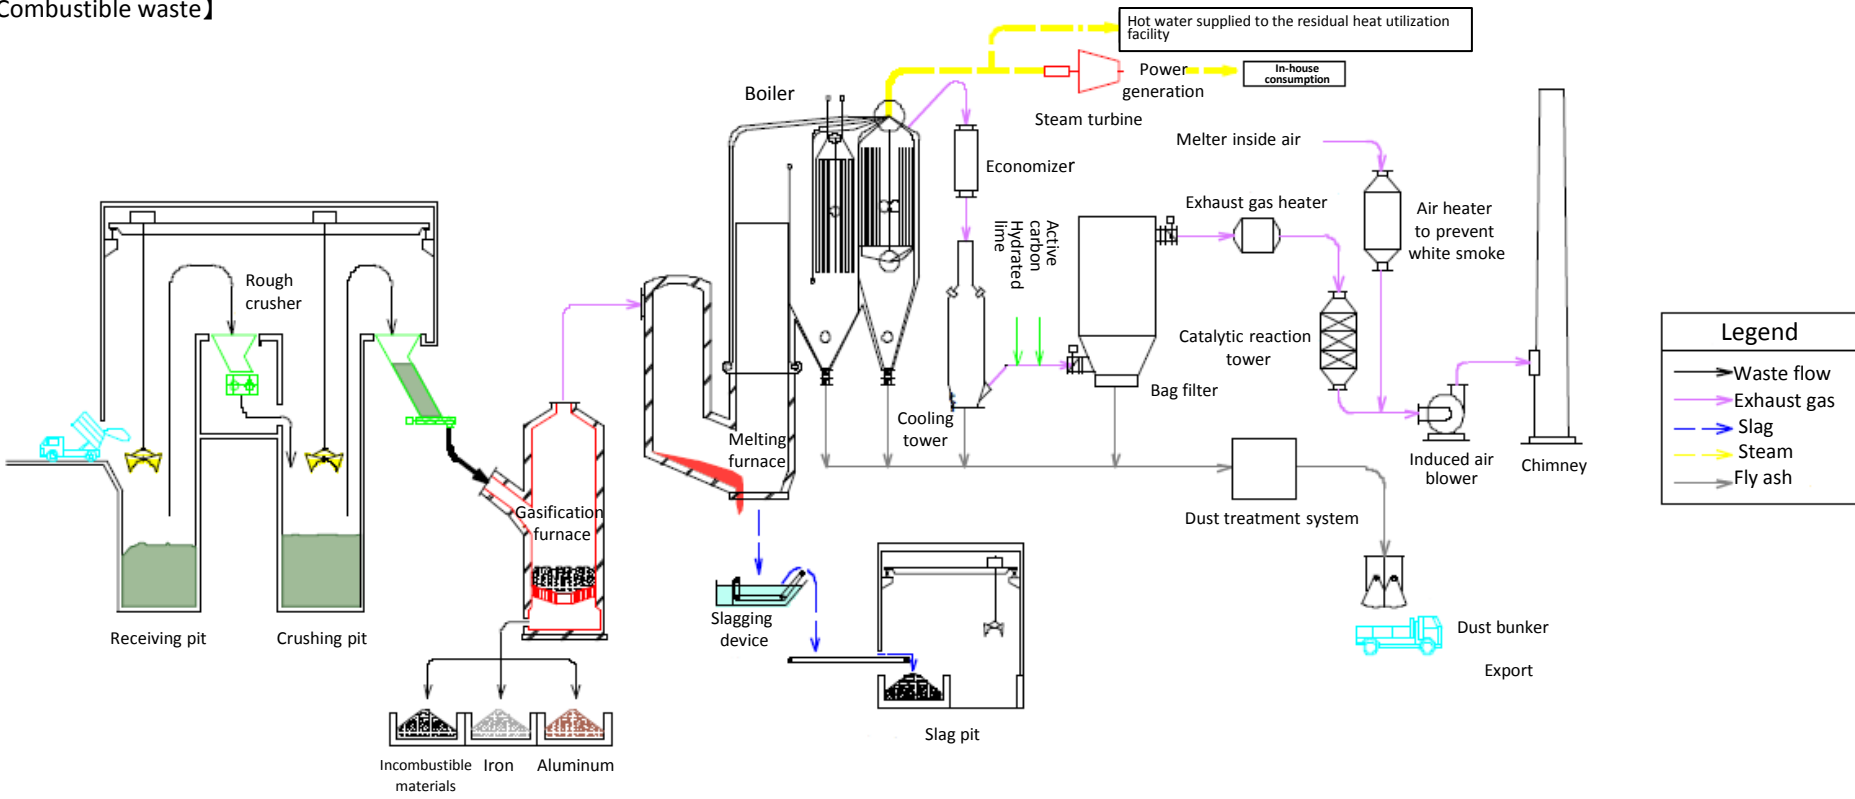 Combustible waste】
Hot water supplied to the residual heat utilization
facility
Power
generation
In-house
consumption
Steam turbine
Boiler
Melter inside air
Economizer
Exhaust gas heater
Air heater
to prevent
white smoke
Active
carbon
Hydrated
lime
Rough
crusher
Catalytic reaction
tower
Bag filter
Legend
Waste flow
Exhaust gas
Slag
Steam
Fly ash
Cooling
tower
Melting
furnace
Induced air
blower
Chimney
Gasification
furnace
Dust treatment system
Slagging
device
Receiving pit
Crushing pit
Dust bunker
Export
Slag pit
Incombustible
materials
Iron
Aluminum